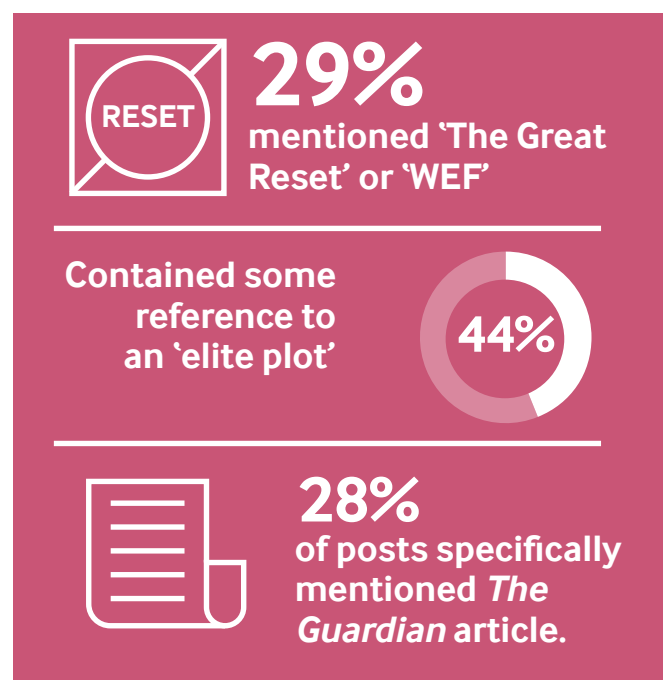 RESET
29%
mentioned ‘The Great
Reset’ or ‘WEF’
Contained some
reference to
an ‘elite plot’
44%
28%
of posts specifically
mentioned The
Guardian article.